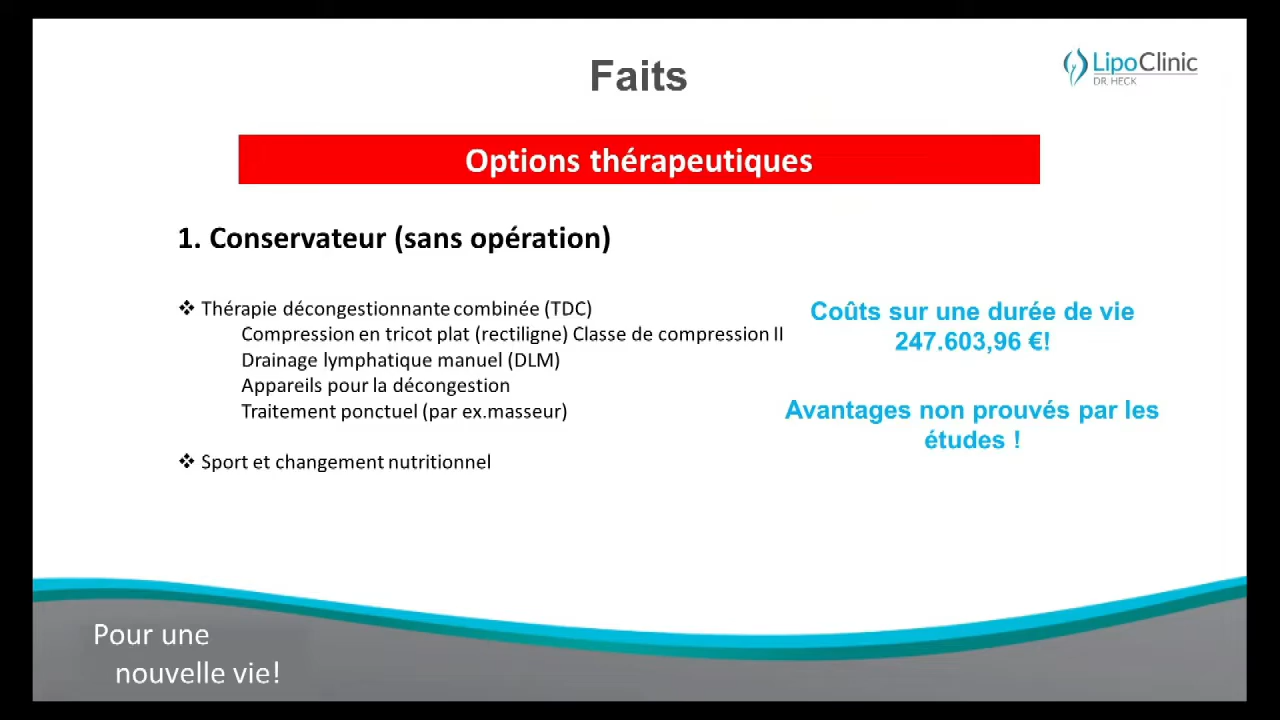 Faits
LipoClinic
DR. HECK
Options thérapeutiques
1. Conservateur (sans opération)
❖ Thérapie décongestionnante combinée (TDC)
Compression en tricot plat (rectiligne) Classe de compression II
Drainage lymphatique manuel (DLM)
Appareils pour la décongestion
Traitement ponctuel (par ex.masseur)
❖ Sport et changement nutritionnel
Coûts sur une durée de vie
247.603,96 €!
Avantages non prouvés par les
études !
Pour une
nouvelle vie!